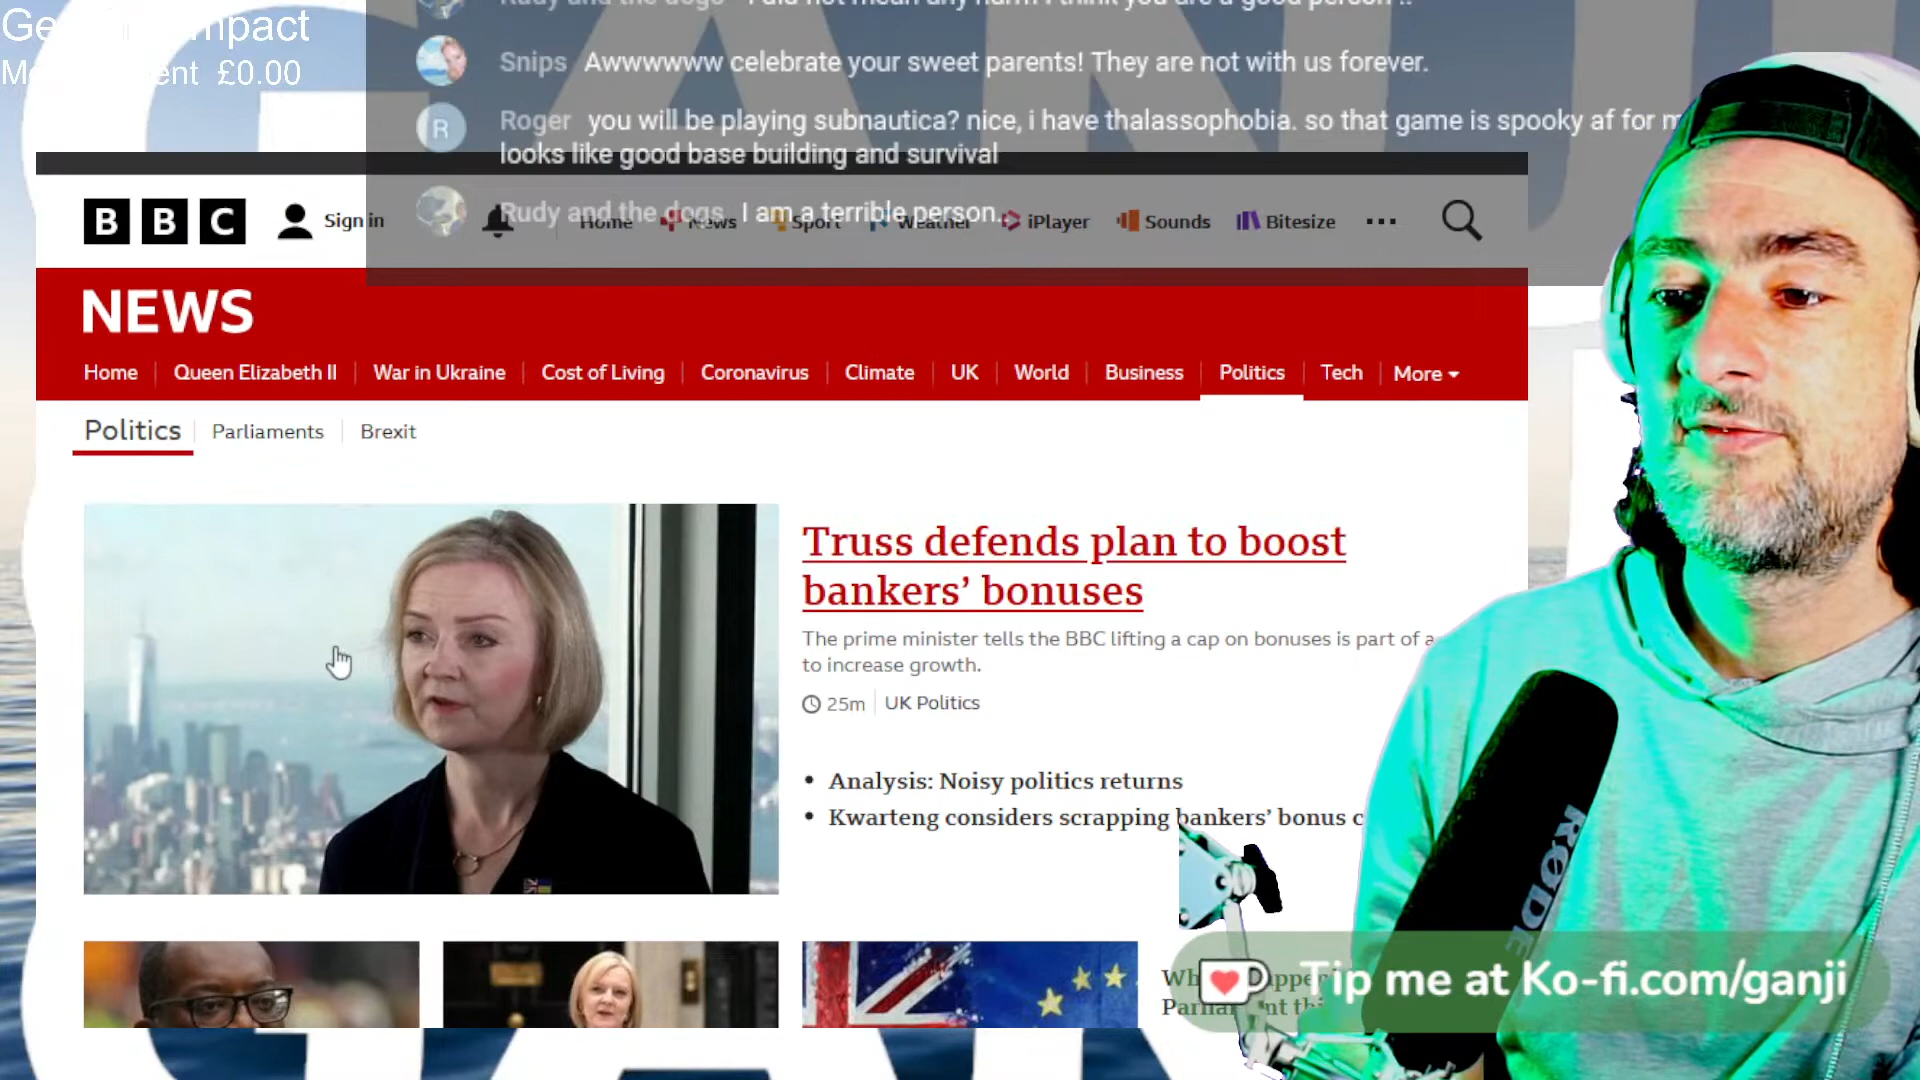 Snips Awwwwww celebrate your sweet parents! They are not with us forever.
R
Roger you will be playing subnautica? nice, i have thalassophobia. so that game is spooky af for
looks like good base building and survival
Rudy and the dogs I am a terrible person..
£0.00
BBC
Sign in
Home
News
Sport
Weather
iPlayer
Sounds
Bitesize
NEWS
Home
Queen Elizabeth II
War in Ukraine
Cost of Living
Coronavirus
Climate
UK
World
Business
Politics
Tech
More
Politics
Parliaments
Brexit
Truss defends plan to boost
bankers’ bonuses
The prime minister tells the BBC lifting a cap on bonuses is part of
to increase growth.
25m
UK Politics
• Analysis: Noisy politics returns
• Kwarteng considers scrapping bankers’ bonus
RØDE
Tip me at Ko-fi.com/ganji